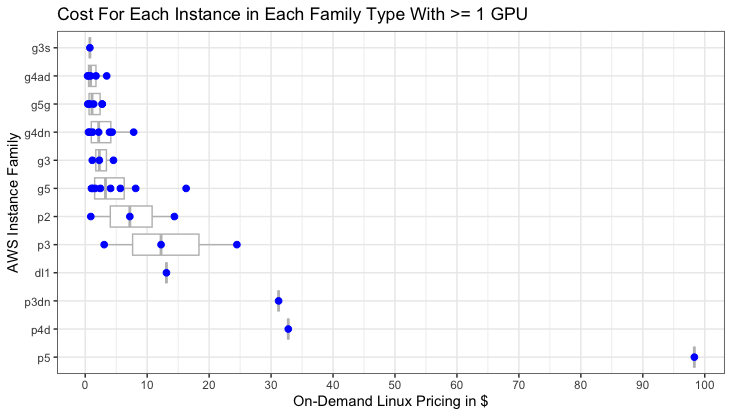 Cost For Each Instance in Each Family Type With >= 1 GPU
AWS Instance Family
g3s
g4ad
g5g
g4dn
g3
g5
p2
p3
dl1
p3dn
p4d
p5
0 10 20 30 40 50 60 70 80 90 100
On-Demand Linux Pricing in $